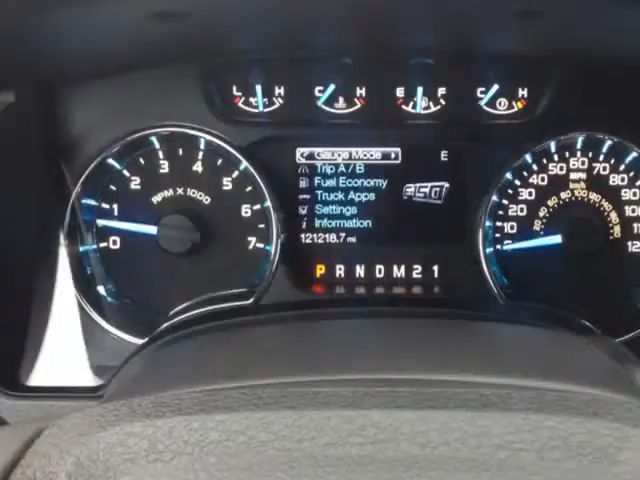 L H C H E F C H
Gauge Mode E
Trip A / B
Fuel Economy
Truck Apps
Settings
Information
121218.7 mi
F150
P R N D M 2 1
0 1 2 3 4 5 6 7
RPM X 1000
10 20 30 40 50 60 70 80 90 100
MPH
km/h